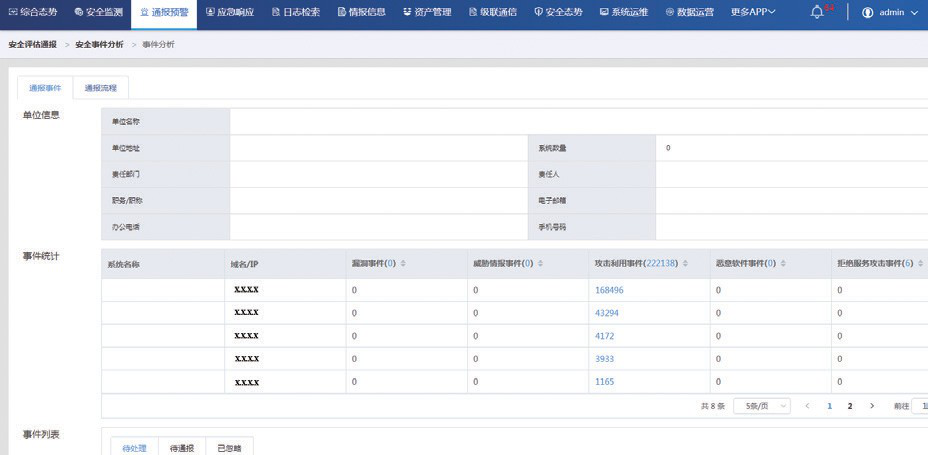 安全态势 安全监测 通报预警 应急响应 日志检索 情报信息 资产管理 级联通信 安全态势 系统运维 数据运营 更多APP 64 admin
安全评估通报 > 安全事件分析 > 事件分析
通报事件 通报流程
单位信息
单位名称
单位地址 系统数量 0
责任部门 责任人
职务/职称 电子邮箱
办公电话 手机号码
事件统计
系统名称 域名/IP 漏洞事件(0) 威胁情报事件(0) 攻击利用事件(222138) 恶意软件事件(0) 拒绝服务攻击事件(6)
X.X.X.X 0 0 168496 0 0
X.X.X.X 0 0 43294 0 0
X.X.X.X 0 0 4172 0 0
X.X.X.X 0 0 3933 0 0
X.X.X.X 0 0 1165 0 0
共 8 条 5条/页 < 1 2 > 前往
事件列表
待处理 待通报 已忽略